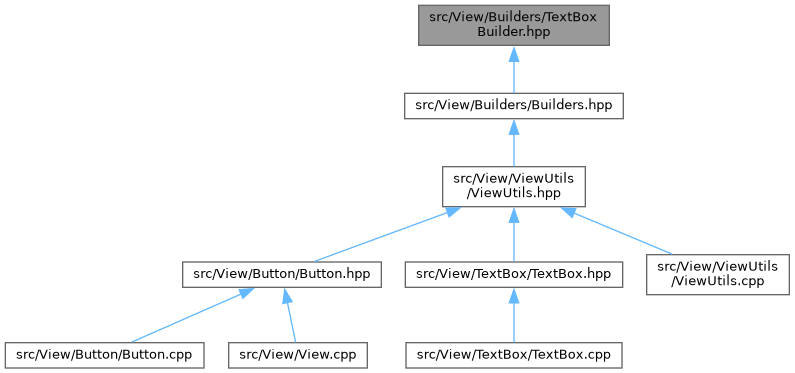 src/View/Builders/TextBox
Builder.hpp
src/View/Builders/Builders.hpp
src/View/ViewUtils
/ViewUtils.hpp
src/View/Button/Button.hpp
src/View/TextBox/TextBox.hpp
src/View/ViewUtils
/ViewUtils.cpp
src/View/Button/Button.cpp
src/View/View.cpp
src/View/TextBox/TextBox.cpp